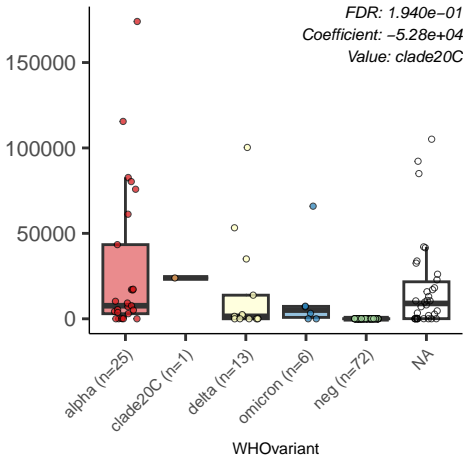 FDR: 1.940e−01
Coefficient: −5.28e+04
Value: clade20C
150000
100000
50000
0
alpha (n=25)
clade20C (n=1)
delta (n=13)
omicron (n=6)
neg (n=72)
NA
WHOvariant